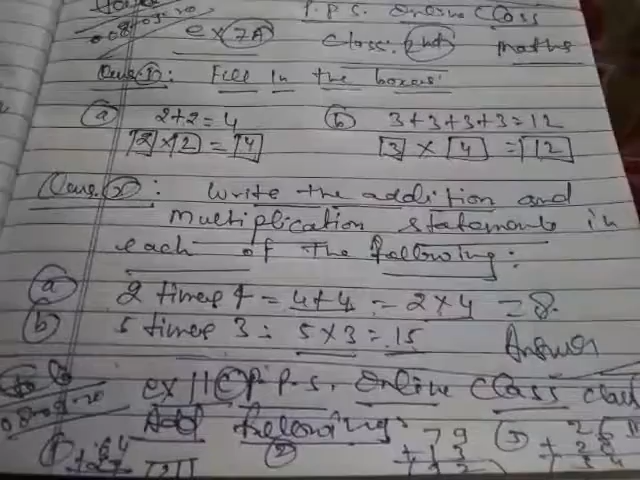 P.P.S. Online Class
ex 7A Class: 2nd maths
Ques 1: Fill in the boxes:
a 2+2=4 b 3+3+3+3=12
2 × 2 = 4 3 × 4 = 12
Ques. 2: Write the addition and
multiplication statements in
each of the following:
a 2 times 4 = 4+4 = 2×4 = 8.
b 5 times 3 = 5×3 = 15
Answer
ex 11 C P.P.S. Online Class
Add
79
+13